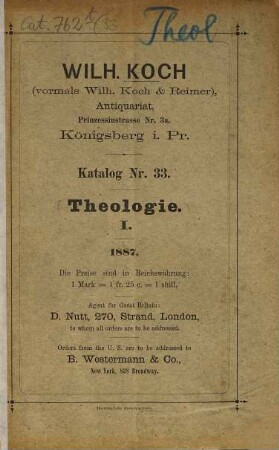 Cat. 762
Theol
WILH. KOCH
(vormals Wilh. Koch & Reimer),
Antiquariat,
Prinzessinstrasse Nr. 3a.
Königsberg i. Pr.
Katalog Nr. 33.
Theologie.
I.
1887.
Die Preise sind in Reichswährung:
1 Mark = 1 fr. 25 c. = 1 shill.
Agent for Great Britain:
D. Nutt, 270, Strand, London,
to whom all orders are to be addressed.
Orders from the U. S. are to be addressed to
B. Westermann & Co.,
New York, 838 Broadway.